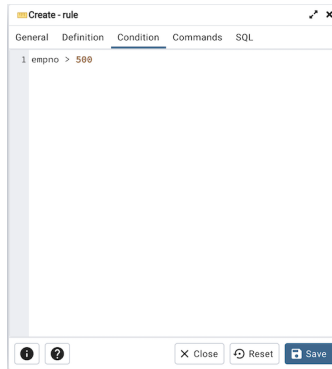 Create - rule
General Definition Condition Commands SQL
1 empno > 500
Close Reset Save